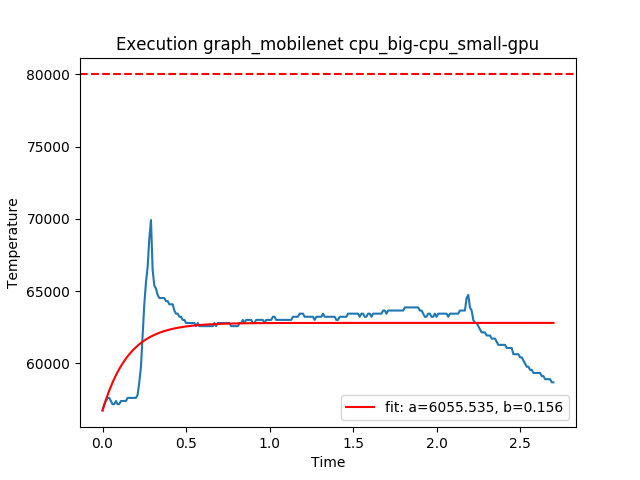 Execution graph_mobilenet cpu_big-cpu_small-gpu
80000
75000
70000
65000
60000
Temperature
fit: a=6055.535, b=0.156
0.0 0.5 1.0 1.5 2.0 2.5
Time